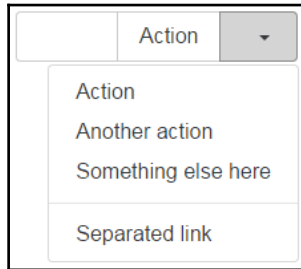 Action
Action
Another action
Something else here
Separated link